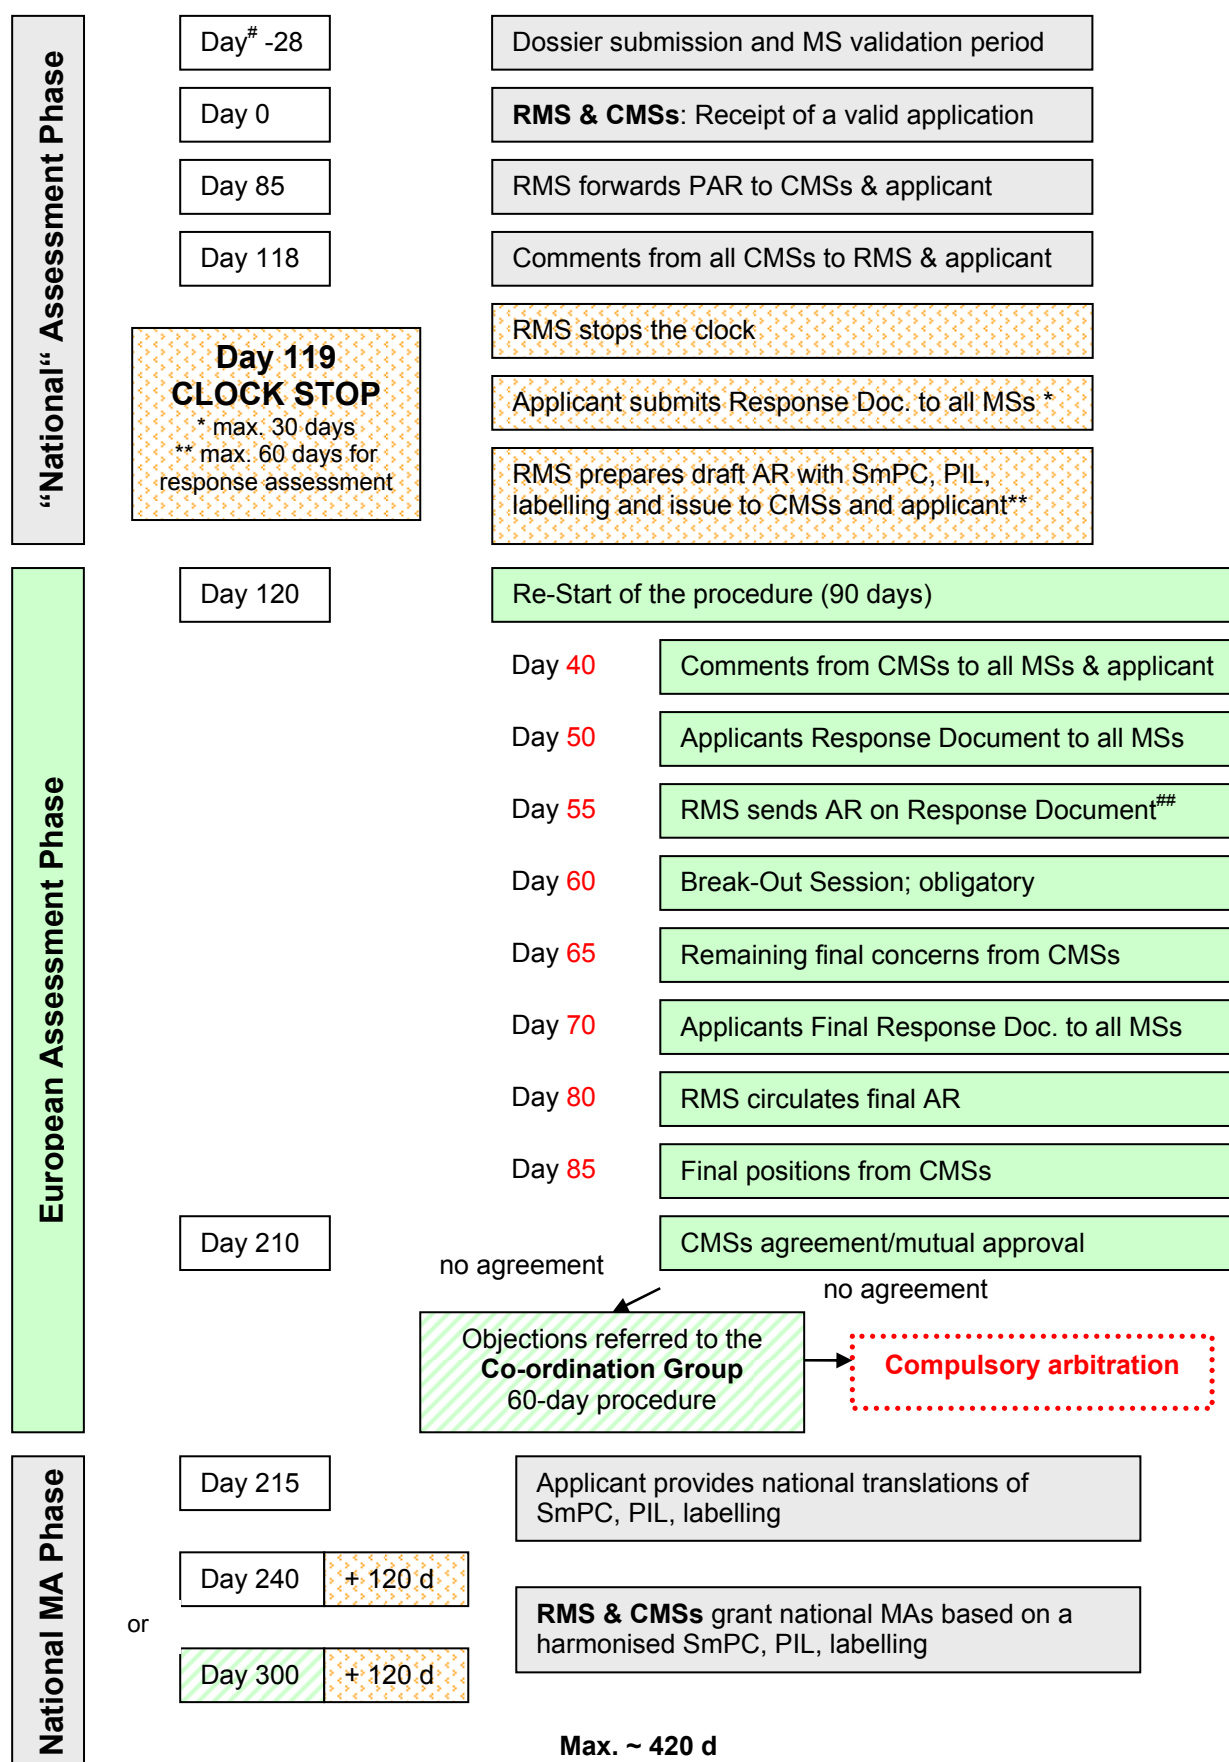 “National“ Assessment Phase
Day# -28
Dossier submission and MS validation period
Day 0
RMS & CMSs: Receipt of a valid application
Day 85
RMS forwards PAR to CMSs & applicant
Day 118
Comments from all CMSs to RMS & applicant
Day 119
CLOCK STOP
* max. 30 days
** max. 60 days for
response assessment
RMS stops the clock
Applicant submits Response Doc. to all MSs *
RMS prepares draft AR with SmPC, PIL,
labelling and issue to CMSs and applicant**
European Assessment Phase
Day 120
Re-Start of the procedure (90 days)
Day 40
Comments from CMSs to all MSs & applicant
Day 50
Applicants Response Document to all MSs
Day 55
RMS sends AR on Response Document##
Day 60
Break-Out Session; obligatory
Day 65
Remaining final concerns from CMSs
Day 70
Applicants Final Response Doc. to all MSs
Day 80
RMS circulates final AR
Day 85
Final positions from CMSs
Day 210
CMSs agreement/mutual approval
no agreement
no agreement
Objections referred to the
Co-ordination Group
60-day procedure
Compulsory arbitration
National MA Phase
Day 215
Applicant provides national translations of
SmPC, PIL, labelling
Day 240
+ 120 d
or
RMS & CMSs grant national MAs based on a
harmonised SmPC, PIL, labelling
Day 300
+ 120 d
Max. ~ 420 d